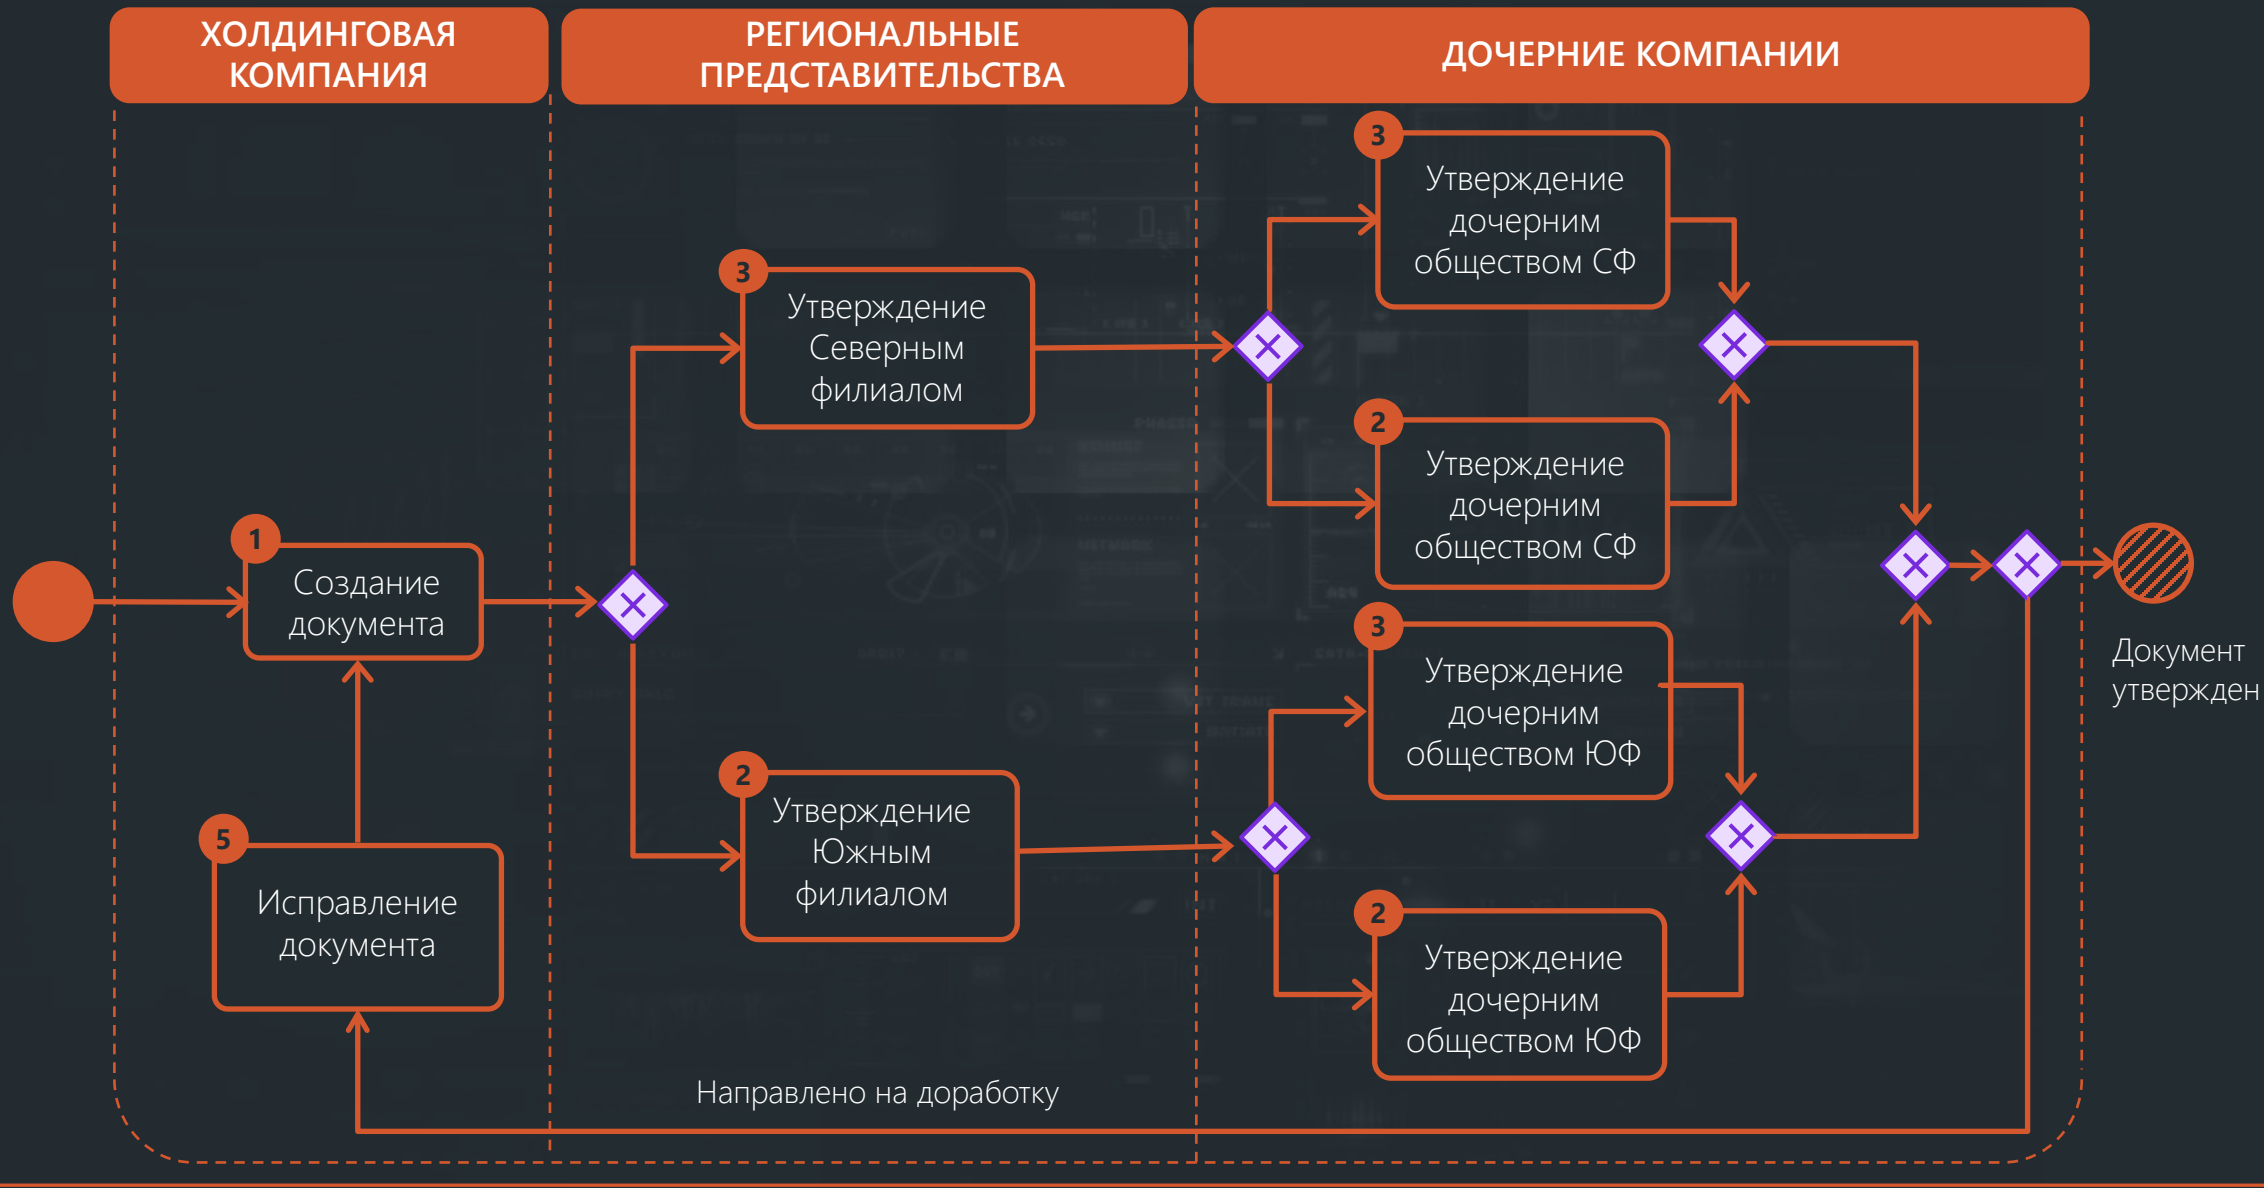 ХОЛДИНГОВАЯ
КОМПАНИЯ
РЕГИОНАЛЬНЫЕ
ПРЕДСТАВИТЕЛЬСТВА
ДОЧЕРНИЕ КОМПАНИИ
1
Создание
документа
5
Исправление
документа
3
Утверждение
Северным
филиалом
2
Утверждение
Южным
филиалом
3
Утверждение
дочерним
обществом СФ
2
Утверждение
дочерним
обществом СФ
3
Утверждение
дочерним
обществом ЮФ
2
Утверждение
дочерним
обществом ЮФ
Документ
утвержден
Направлено на доработку